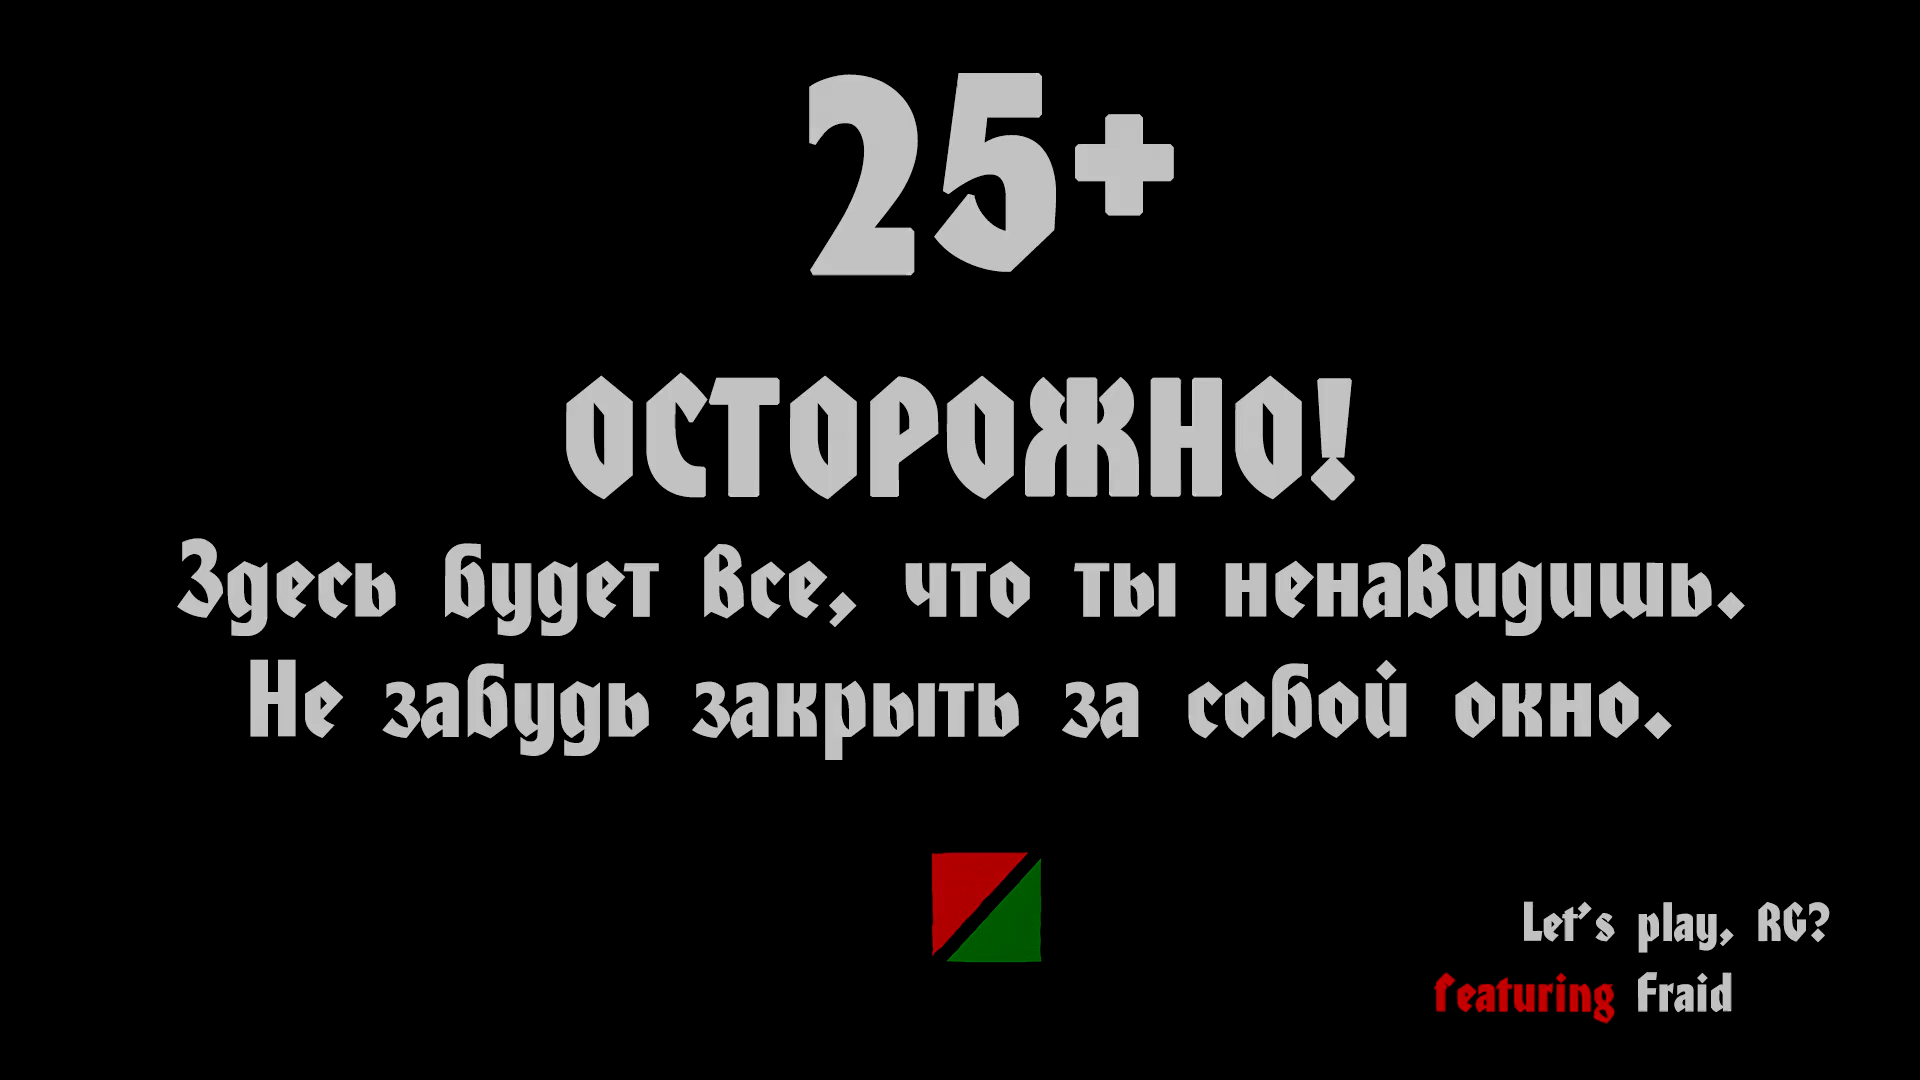 25+
ОСТОРОЖНО!
Здесь будет все, что ты ненавидишь.
Не забудь закрыть за собой окно.
Let's play, RG?
featuring Fraid